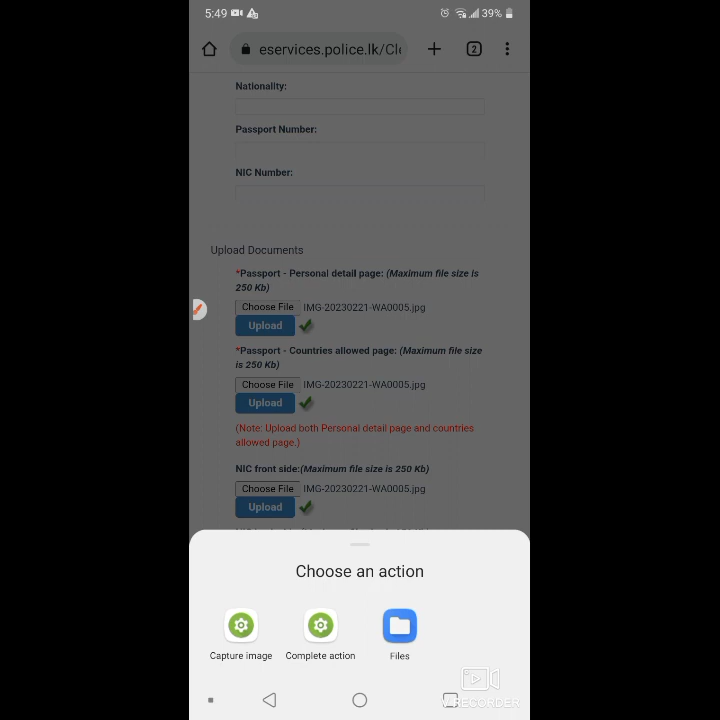 5:49
39%
eservices.police.lk/Cle
2
Nationality:
Passport Number:
NIC Number:
Upload Documents
*Passport - Personal detail page: (Maximum file size is
250 Kb)
Choose File IMG-20230221-WA0005.jpg
Upload
*Passport - Countries allowed page: (Maximum file size
is 250 Kb)
Choose File IMG-20230221-WA0005.jpg
Upload
(Note: Upload both Personal detail page and countries
allowed page.)
NIC front side:(Maximum file size is 250 Kb)
Choose File IMG-20230221-WA0005.jpg
Upload
Choose an action
Capture image
Complete action
Files
RECORDER